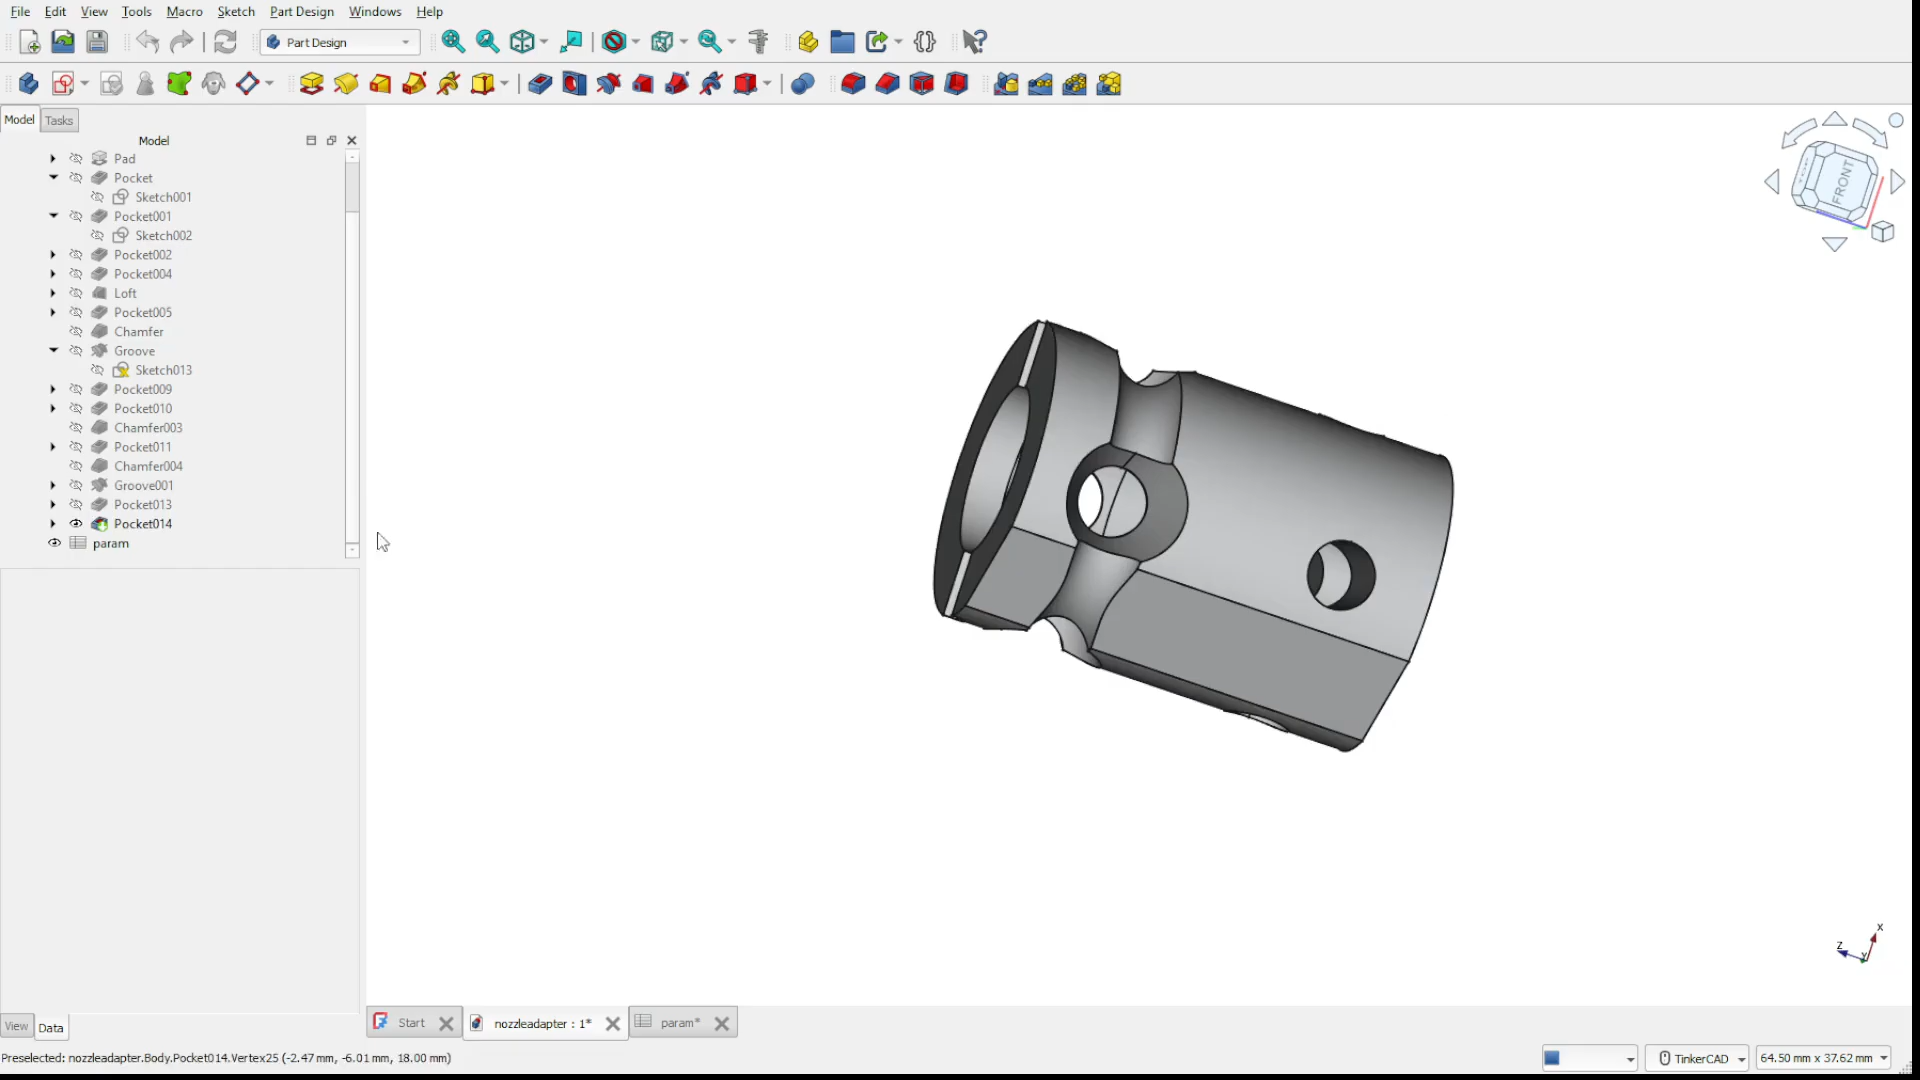 File Edit View Tools Macro Sketch Part Design Windows Help
Part Design
Model Tasks
Model
Pad
Pocket
Sketch001
Pocket001
Sketch002
Pocket002
Pocket004
Loft
Pocket005
Chamfer
Groove
Sketch013
Pocket009
Pocket010
Chamfer003
Pocket011
Chamfer004
Groove001
Pocket013
Pocket014
param
FRONT
X
Z
Y
View Data
Start nozzleadapter : 1* param*
Preselected: nozzleadapter.Body.Pocket014.Vertex25 (-2.47 mm, -6.01 mm, 18.00 mm)
TinkerCAD 64.50 mm x 37.62 mm